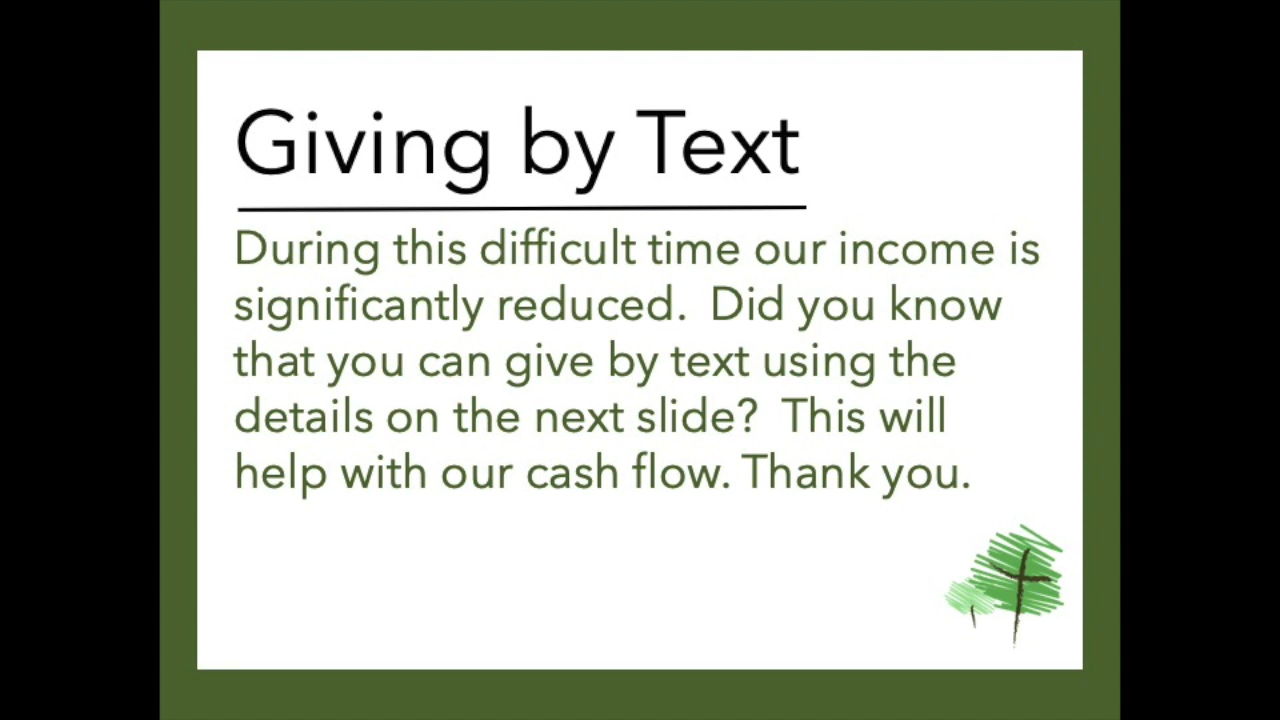 Giving by Text
During this difficult time our income is
significantly reduced.  Did you know
that you can give by text using the
details on the next slide?  This will
help with our cash flow. Thank you.